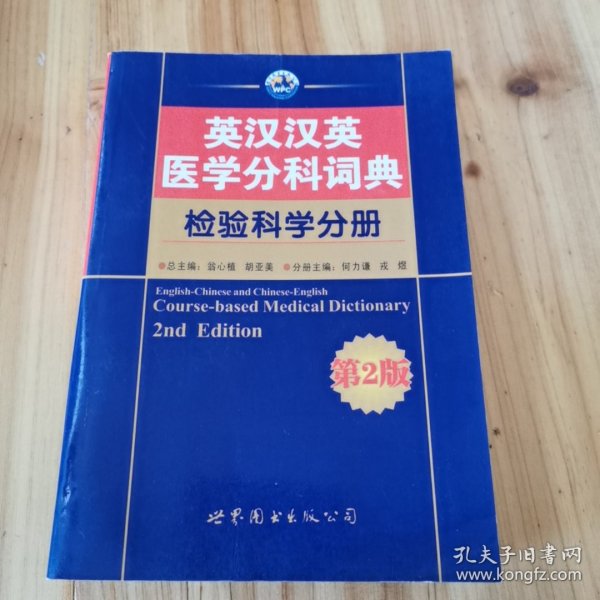 WPC
英汉汉英
医学分科词典
检验科学分册
●总主编：翁心植 胡亚美 ●分册主编：何力谦 戎 煜
English-Chinese and Chinese-English
Course-based Medical Dictionary
2nd Edition
第2版
世界图书出版公司
孔夫子旧书网
www.kongfz.com